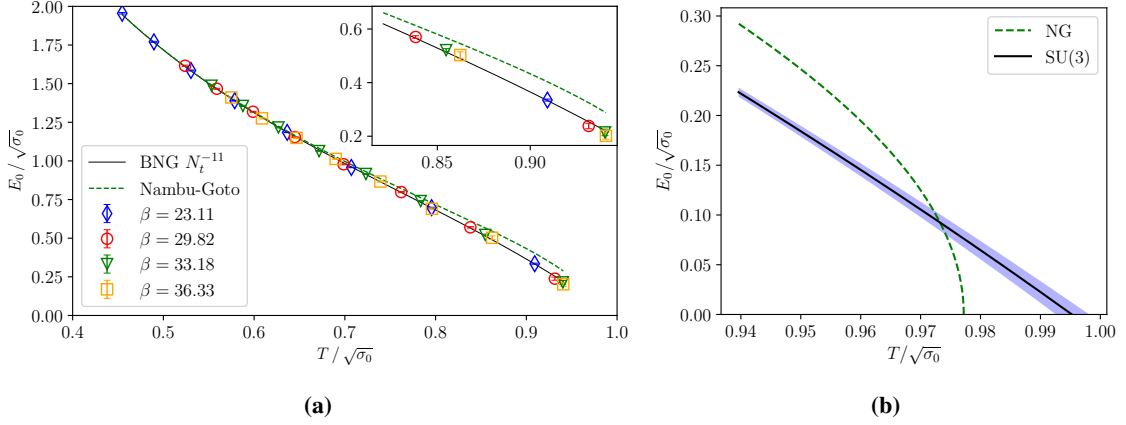 2.00
1.75
1.50
1.25
1.00
0.75
0.50
0.25
0.00
E₀/√σ₀
0.4 0.5 0.6 0.7 0.8 0.9 1.0
T/√σ₀
BNG N_t^{-11}
Nambu-Goto
β = 23.11
β = 29.82
β = 33.18
β = 36.33
0.6
0.4
0.2
0.85 0.90
(a)
0.30
0.25
0.20
0.15
0.10
0.05
0.00
E₀/√σ₀
NG
SU(3)
0.94 0.95 0.96 0.97 0.98 0.99 1.00
T/√σ₀
(b)